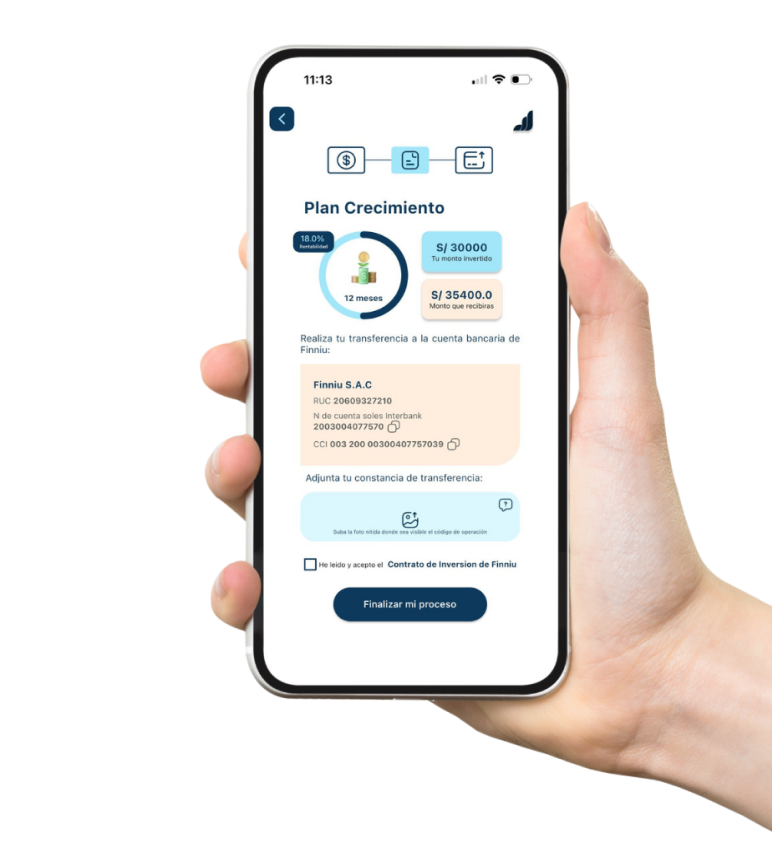 11:13
Plan Crecimiento
18.0%
Rentabilidad
12 meses
S/ 30000
Tu monto invertido
S/ 35400.0
Monto que recibiras
Realiza tu transferencia a la cuenta bancaria de
Finniu:
Finniu S.A.C
RUC 20609327210
N de cuenta soles Interbank
2003004077570
CCI 003 200 00300407757039
Adjunta tu constancia de transferencia:
Suba la foto nítida donde sea visible el código de operación
He leido y acepto el Contrato de Inversion de Finniu
Finalizar mi proceso